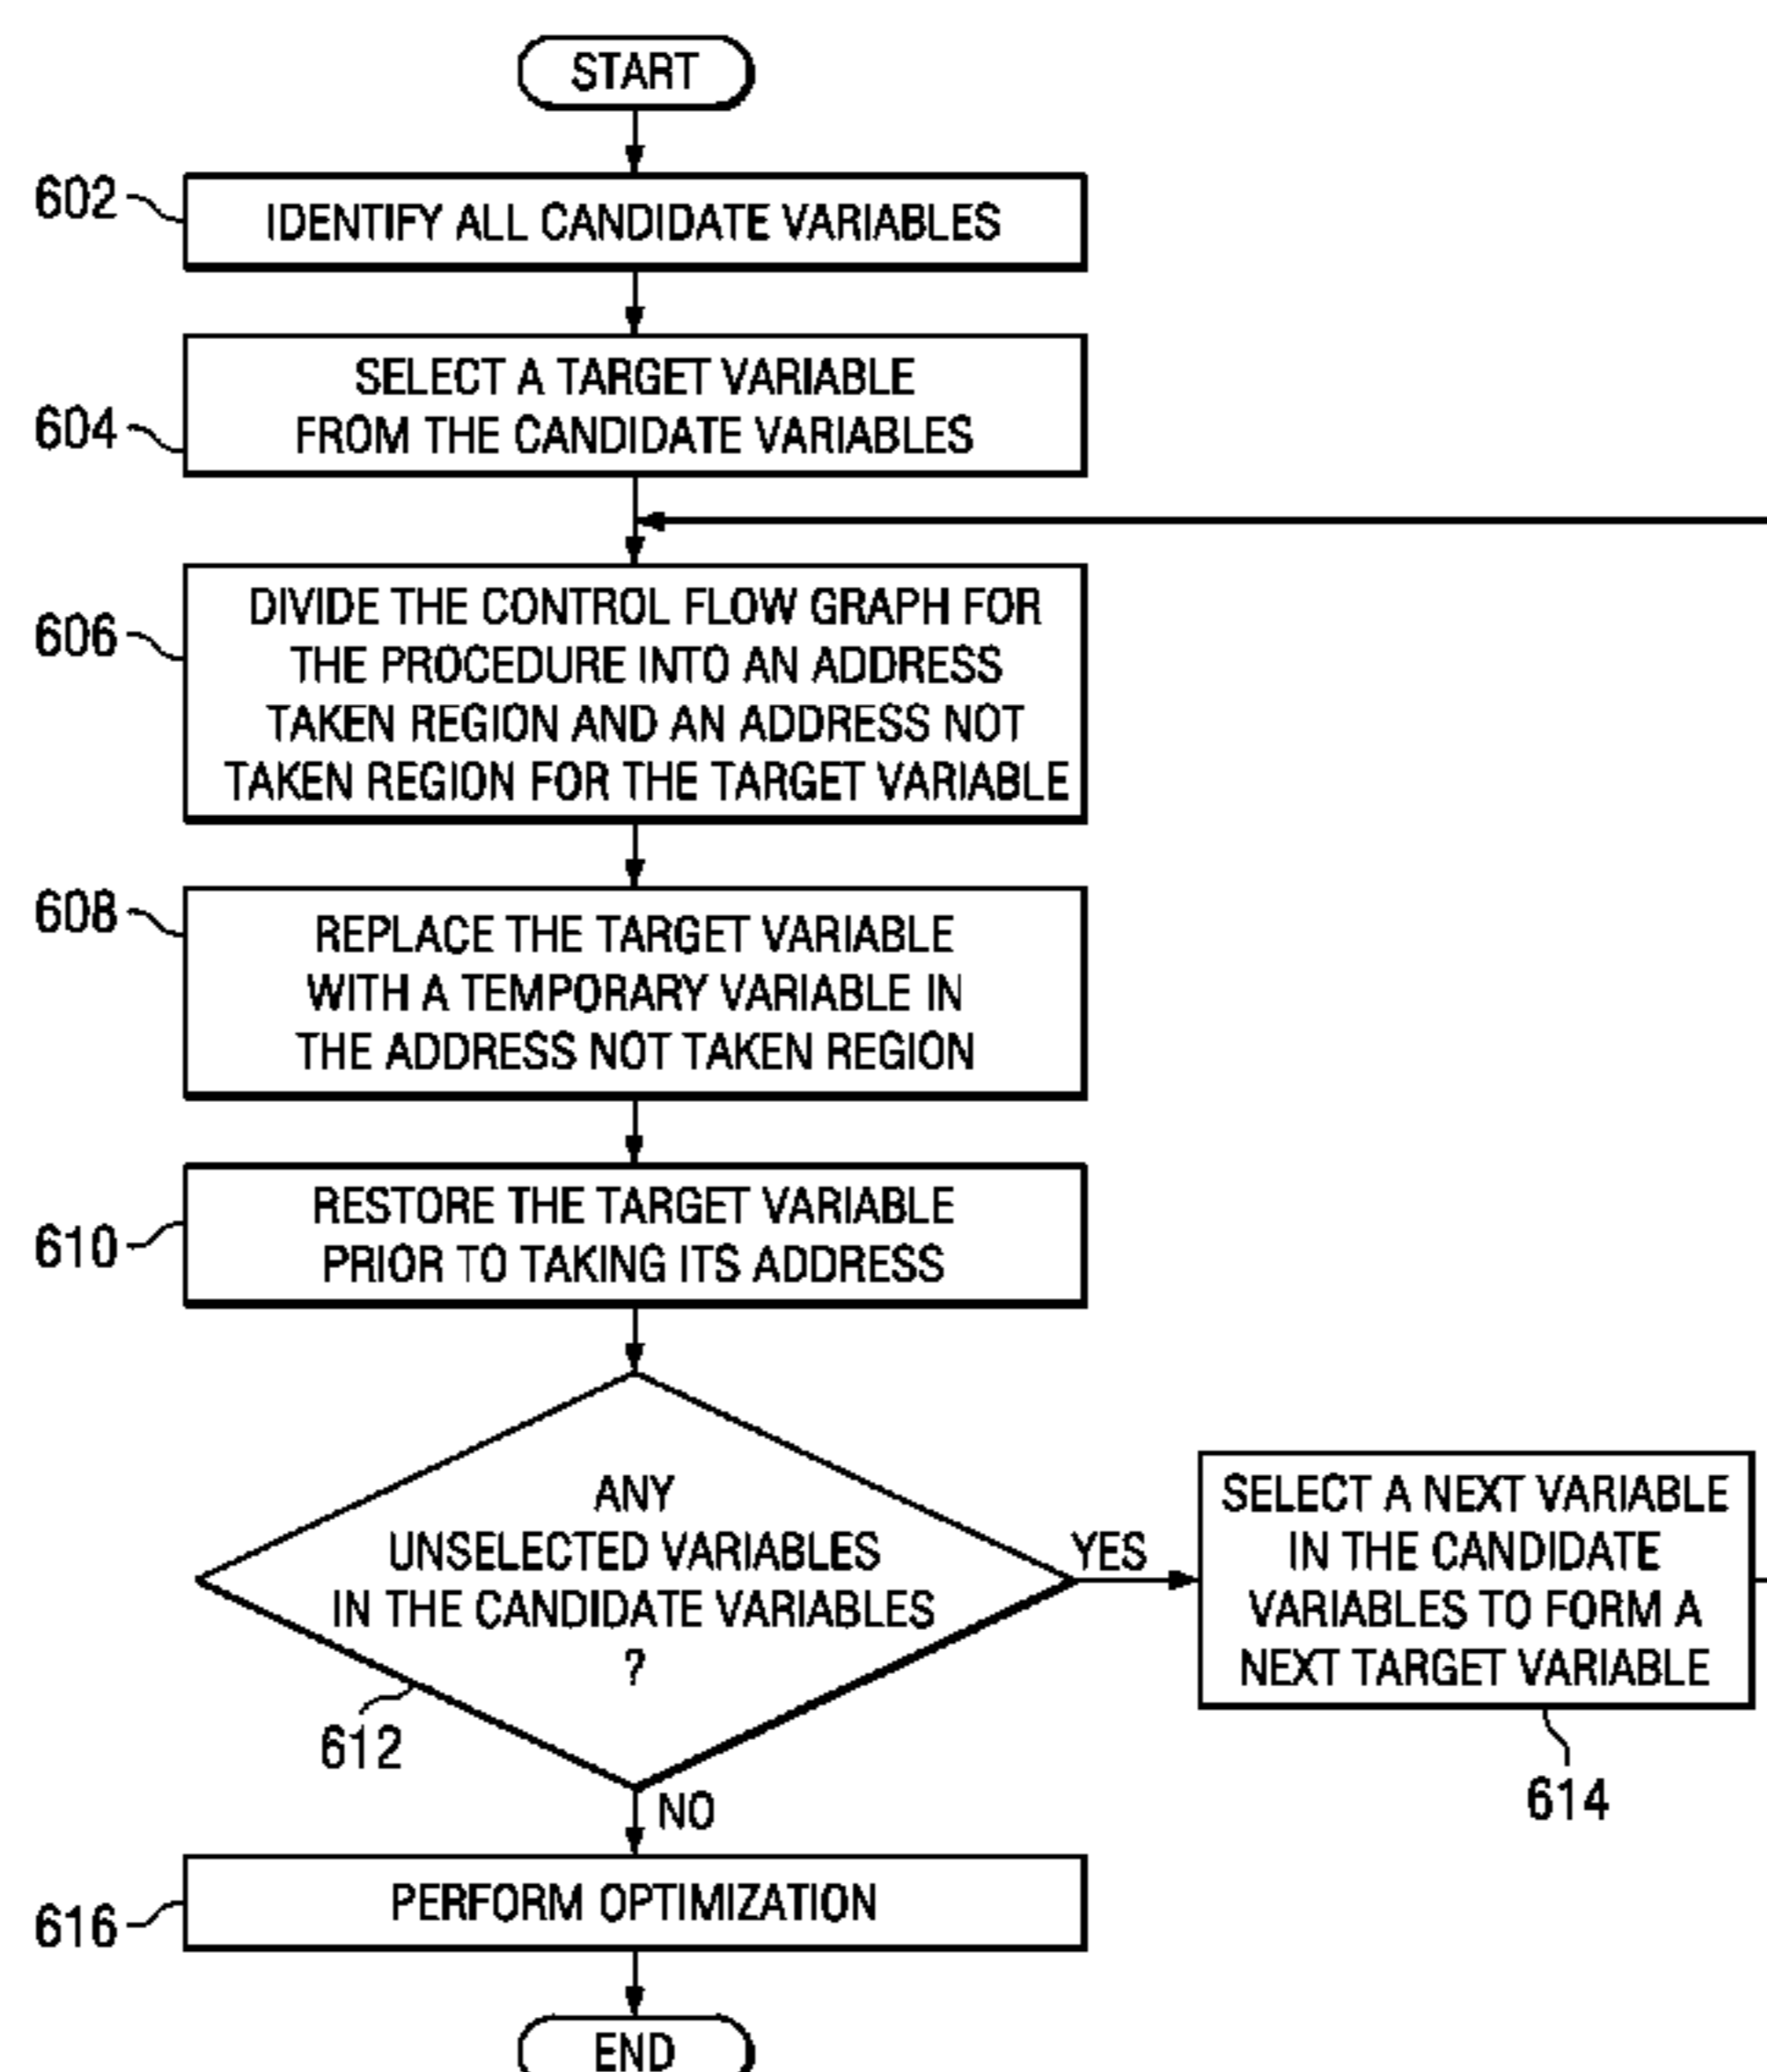 START
602
IDENTIFY ALL CANDIDATE VARIABLES
604
SELECT A TARGET VARIABLE
FROM THE CANDIDATE VARIABLES
606
DIVIDE THE CONTROL FLOW GRAPH FOR
THE PROCEDURE INTO AN ADDRESS
TAKEN REGION AND AN ADDRESS NOT
TAKEN REGION FOR THE TARGET VARIABLE
608
REPLACE THE TARGET VARIABLE
WITH A TEMPORARY VARIABLE IN
THE ADDRESS NOT TAKEN REGION
610
RESTORE THE TARGET VARIABLE
PRIOR TO TAKING ITS ADDRESS
ANY
UNSELECTED VARIABLES
IN THE CANDIDATE VARIABLES
?
612
YES
SELECT A NEXT VARIABLE
IN THE CANDIDATE
VARIABLES TO FORM A
NEXT TARGET VARIABLE
614
NO
616
PERFORM OPTIMIZATION
END